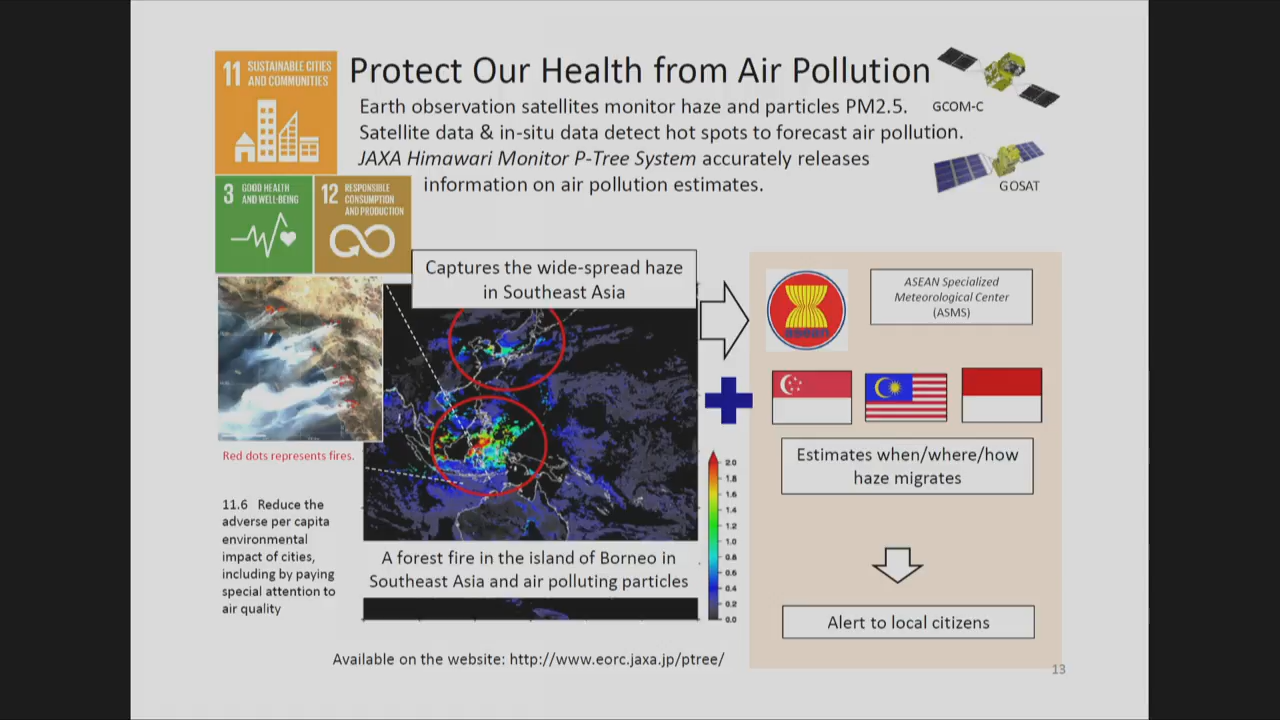 11 SUSTAINABLE CITIES
AND COMMUNITIES
Protect Our Health from Air Pollution
Earth observation satellites monitor haze and particles PM2.5.
Satellite data & in-situ data detect hot spots to forecast air pollution.
JAXA Himawari Monitor P-Tree System accurately releases
information on air pollution estimates.
GCOM-C
GOSAT
3 GOOD HEALTH
AND WELL-BEING
12 RESPONSIBLE
CONSUMPTION
AND PRODUCTION
Captures the wide-spread haze
in Southeast Asia
Red dots represents fires.
11.6 Reduce the
adverse per capita
environmental
impact of cities,
including by paying
special attention to
air quality
A forest fire in the island of Borneo in
Southeast Asia and air polluting particles
2.0
1.8
1.6
1.4
1.2
1.0
0.8
0.6
0.4
0.2
0.0
asean
ASEAN Specialized
Meteorological Center
(ASMS)
Estimates when/where/how
haze migrates
Alert to local citizens
Available on the website: http://www.eorc.jaxa.jp/ptree/
13